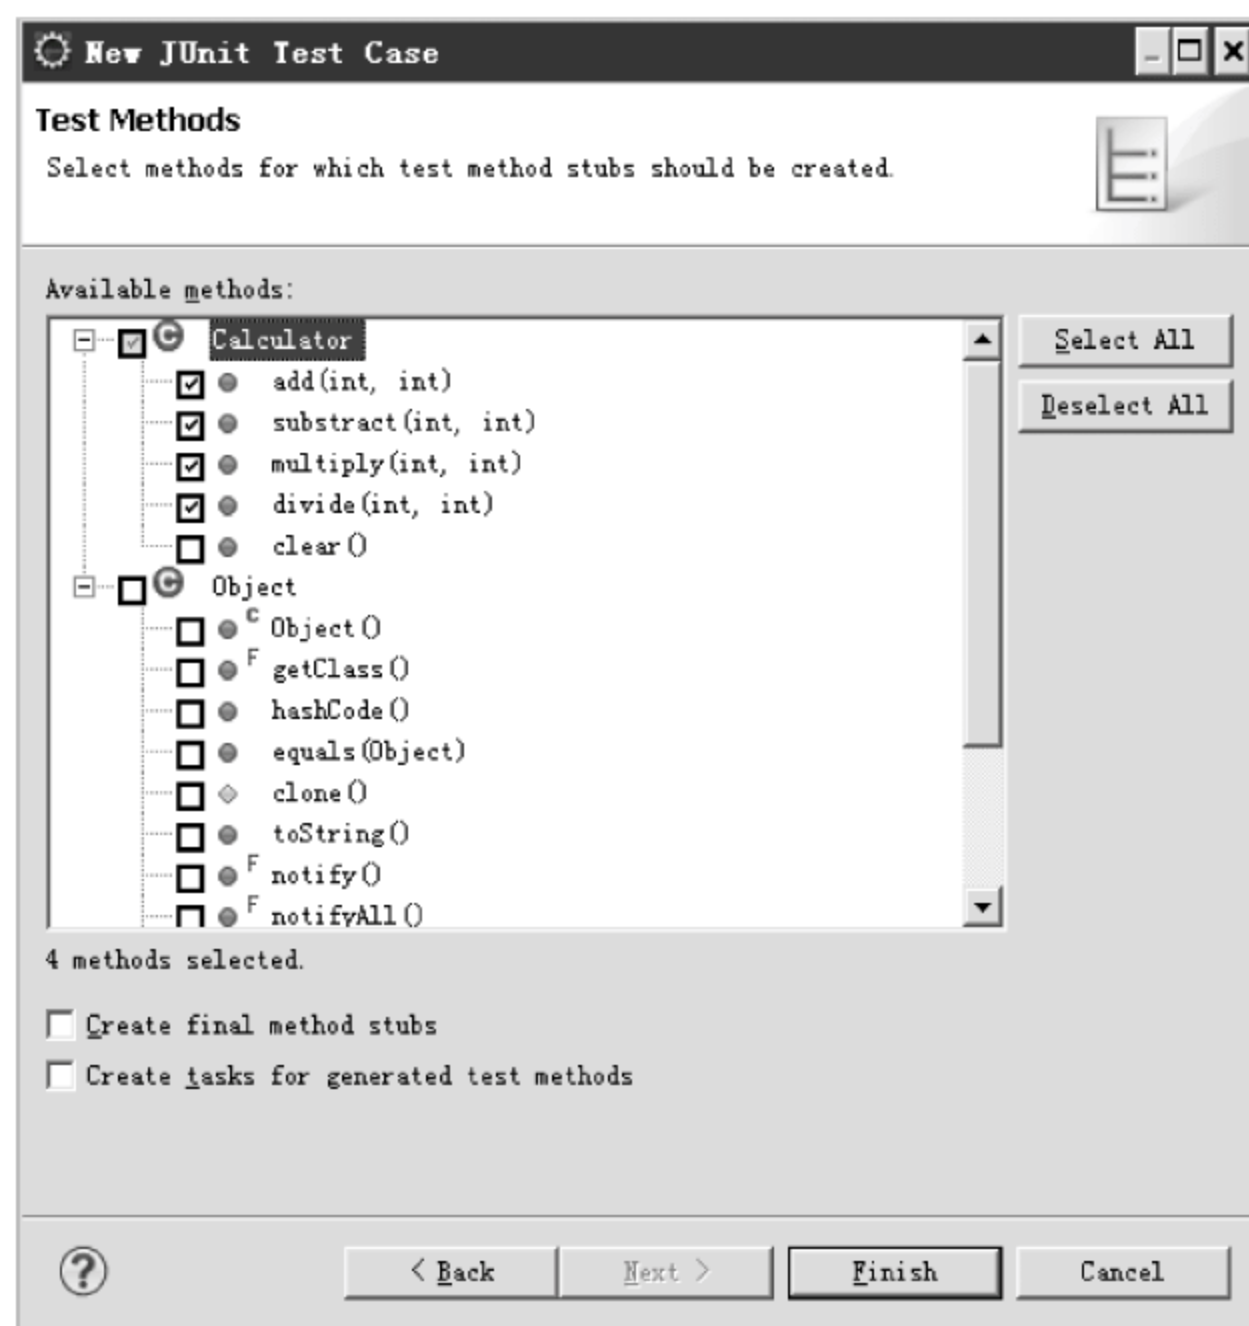 New JUnit Test Case
Test Methods
Select methods for which test method stubs should be created.
Available methods:
Calculator
add(int, int)
substract(int, int)
multiply(int, int)
divide(int, int)
clear()
Object
C Object()
F getClass()
hashCode()
equals(Object)
clone()
toString()
F notify()
F notifyAll()
Select All
Deselect All
4 methods selected.
Create final method stubs
Create tasks for generated test methods
< Back
Next >
Finish
Cancel